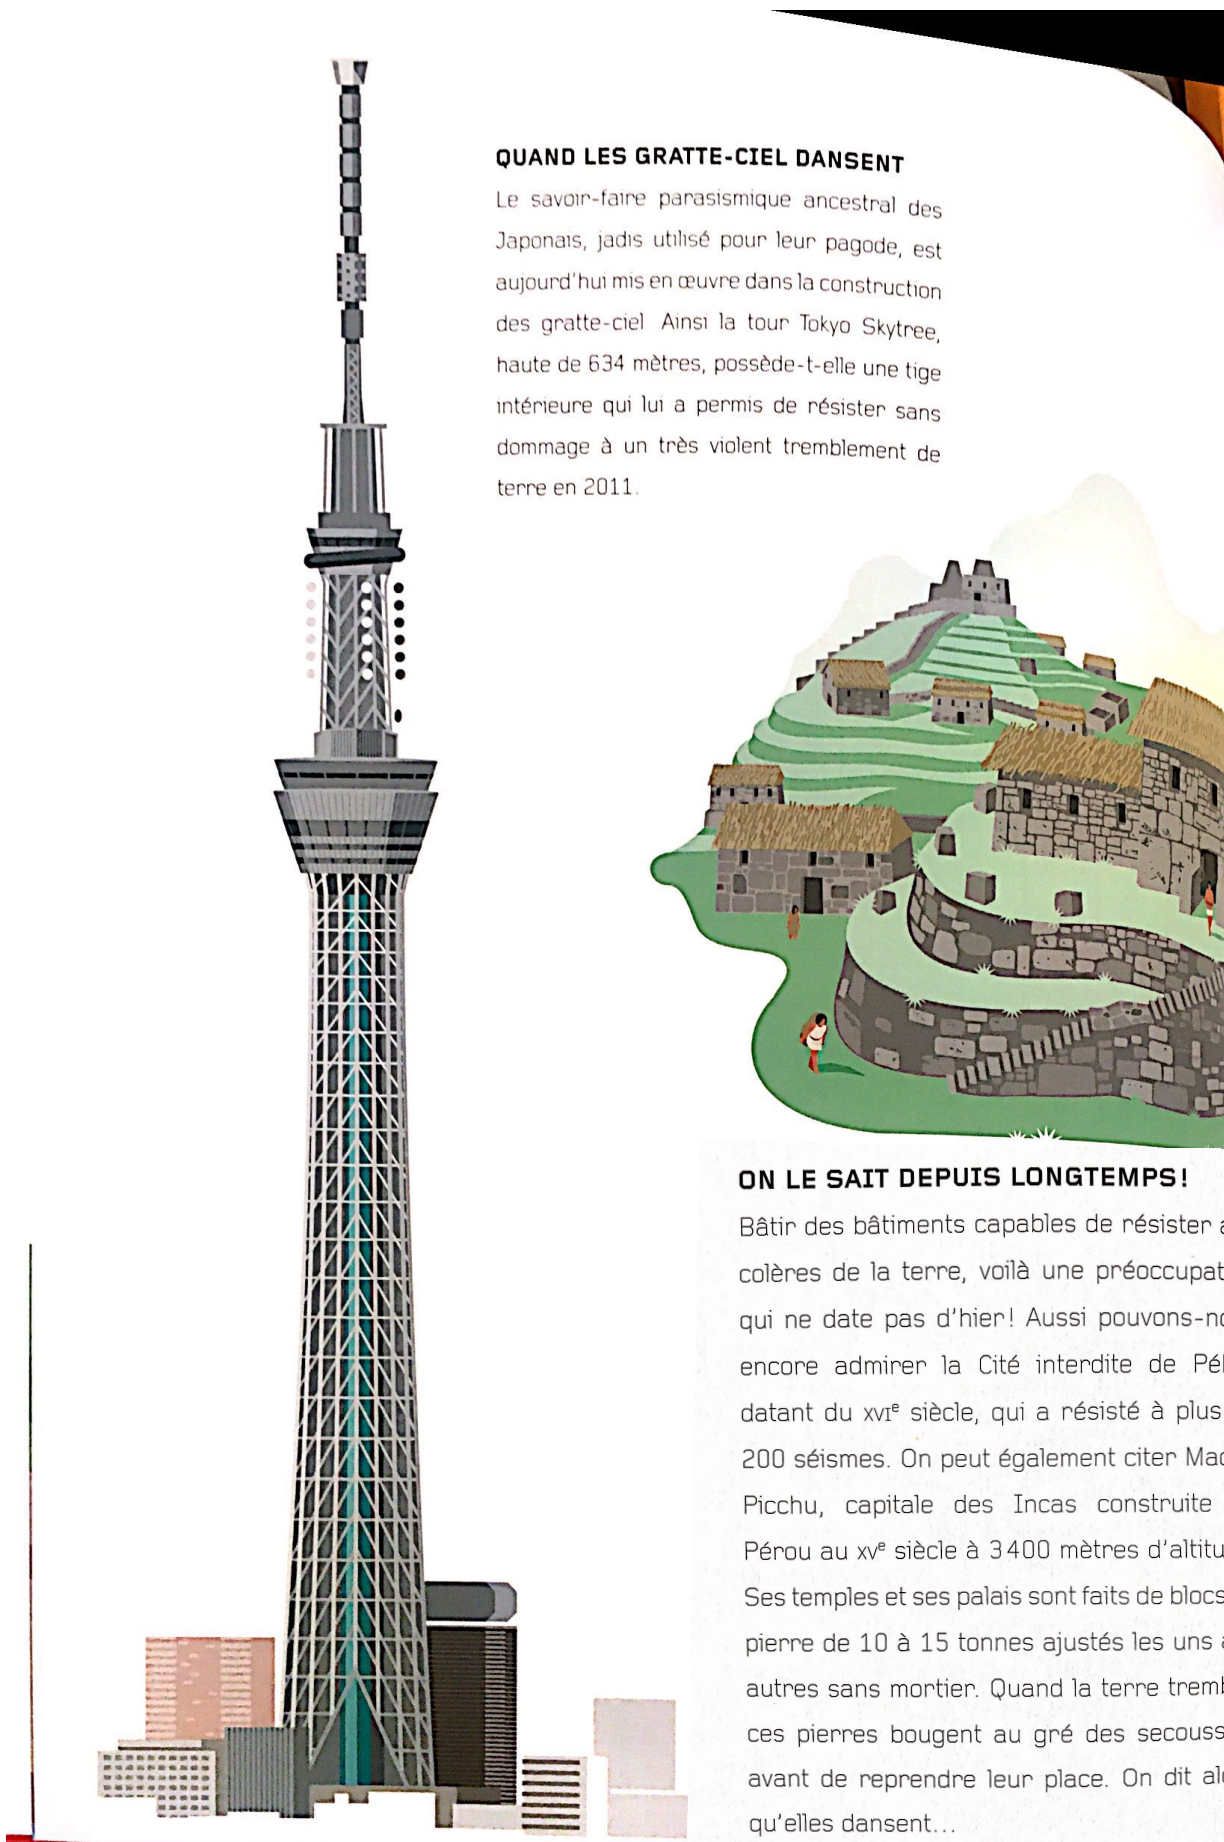 QUAND LES GRATTE-CIEL DANSENT
Le savoir-faire parasismique ancestral des
Japonais, jadis utilisé pour leur pagode, est
aujourd'hui mis en œuvre dans la construction
des gratte-ciel Ainsi la tour Tokyo Skytree,
haute de 634 mètres, possède-t-elle une tige
intérieure qui lui a permis de résister sans
dommage à un très violent tremblement de
terre en 2011.
ON LE SAIT DEPUIS LONGTEMPS!
Bâtir des bâtiments capables de résister
colères de la terre, voilà une
qui ne date pas d'hier! Aussi
encore admirer la Cité interdite de
datant du XVIe siècle, qui a résisté à plus
200 séismes. On peut également citer
Picchu, capitale des Incas construite
Pérou au XVe siècle à 3400 mètres
Ses temples et ses palais sont faits de blocs
pierre de 10 à 15 tonnes ajustés les uns
autres sans mortier. Quand la terre
ces pierres bougent au gré des
avant de reprendre leur place. On dit
qu'elles dansent...